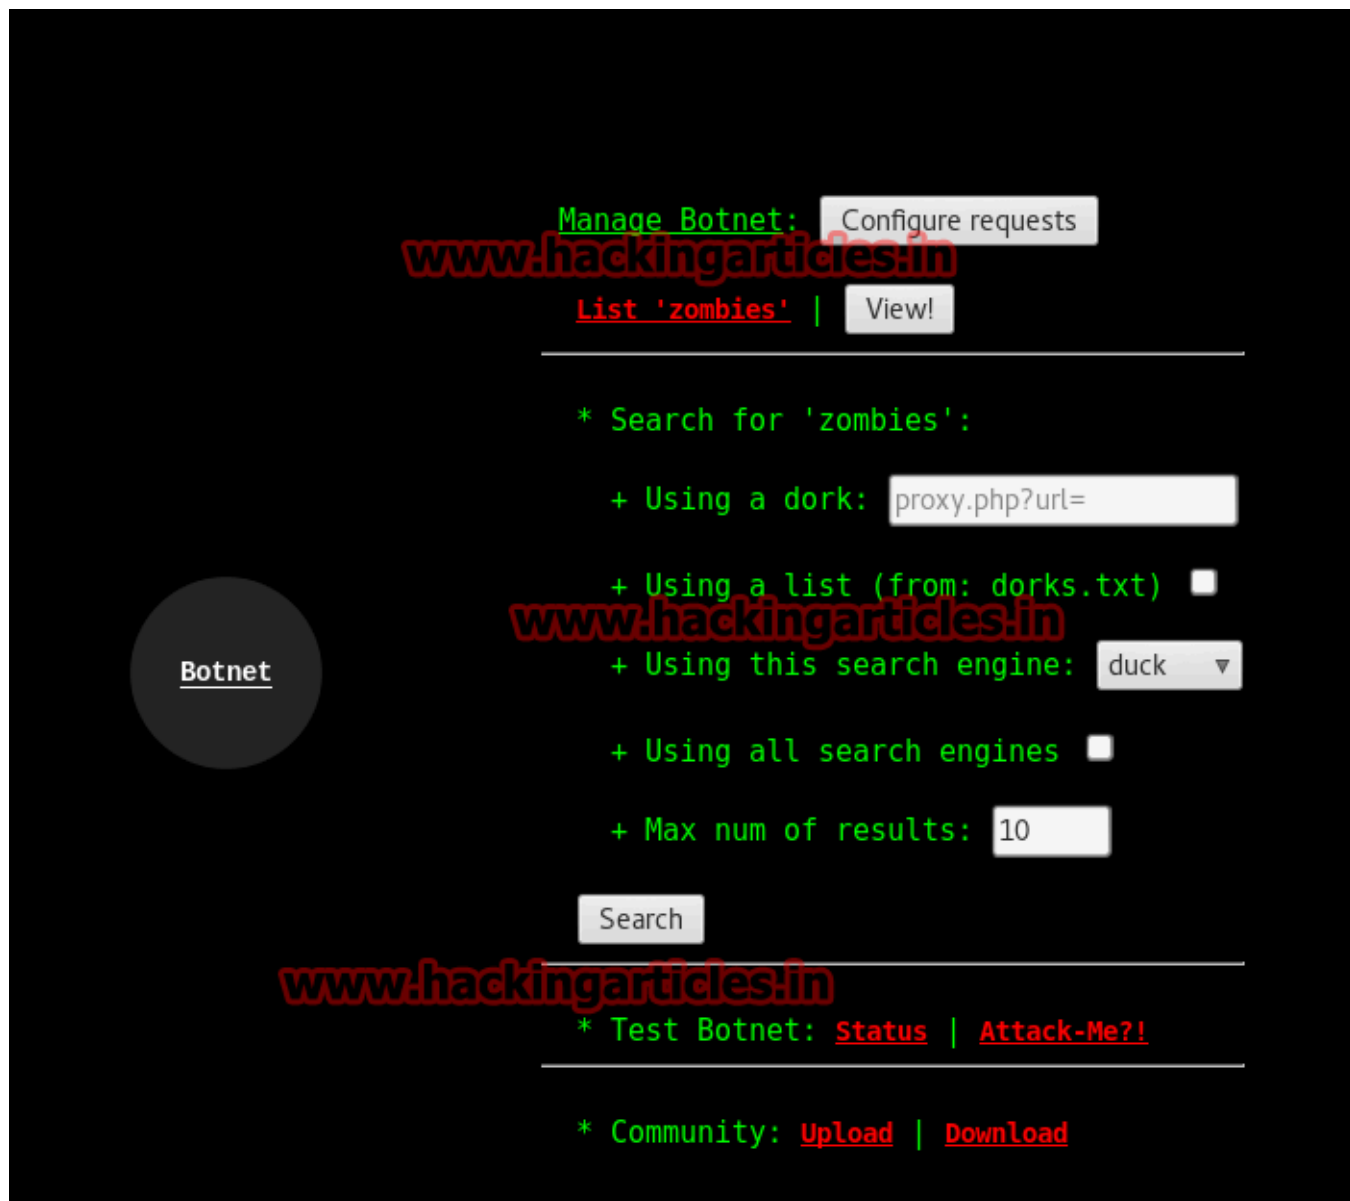 Manage Botnet: Configure requests
www.hackingarticles.in
List 'zombies' | View!
* Search for 'zombies':
+ Using a dork: proxy.php?url=
+ Using a list (from: dorks.txt)
www.hackingarticles.in
+ Using this search engine: duck
Botnet
+ Using all search engines
+ Max num of results: 10
Search
www.hackingarticles.in
* Test Botnet: Status | Attack-Me?!
* Community: Upload | Download